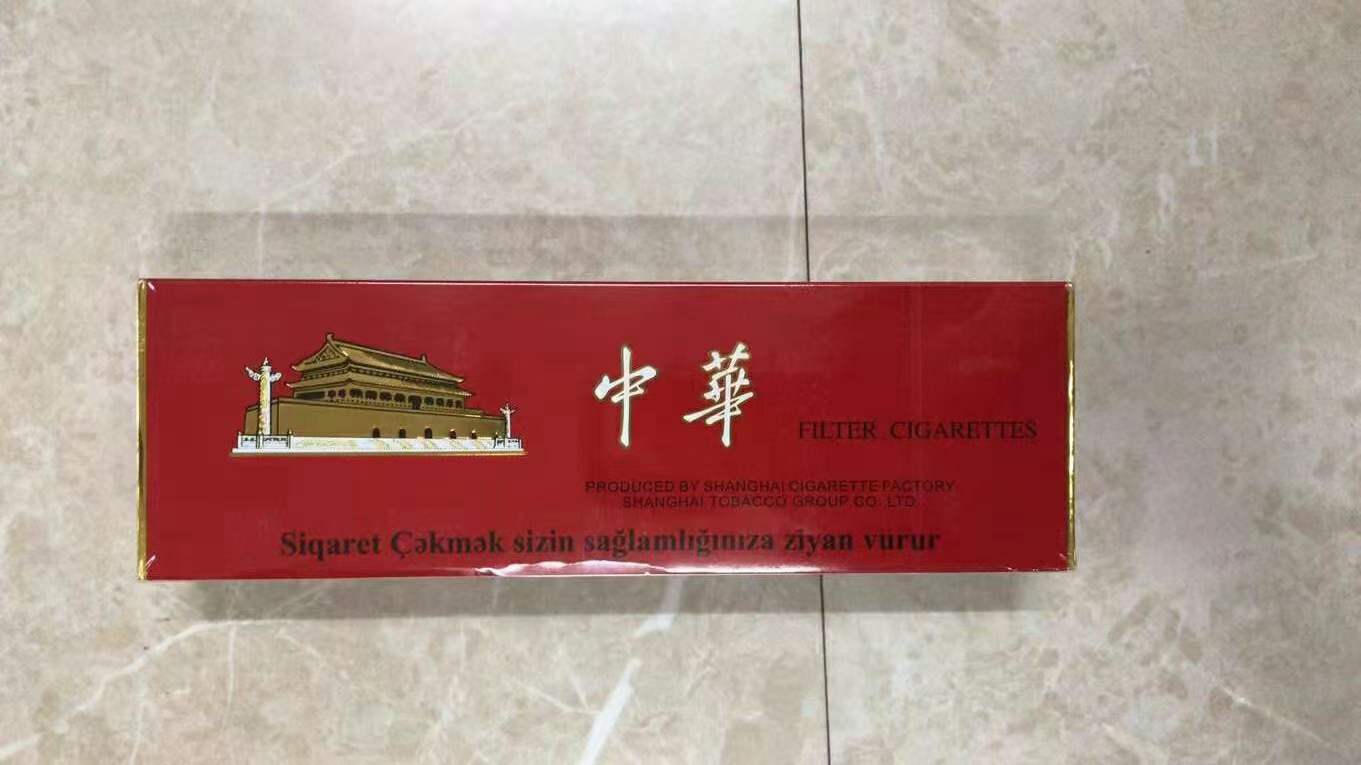 中華
FILTER CIGARETTES
PRODUCED BY SHANGHAI CIGARETTE FACTORY
SHANGHAI TOBACCO GROUP CO. LTD.
Siqaret Çəkmək sizin sağlamlığınıza ziyan vurur